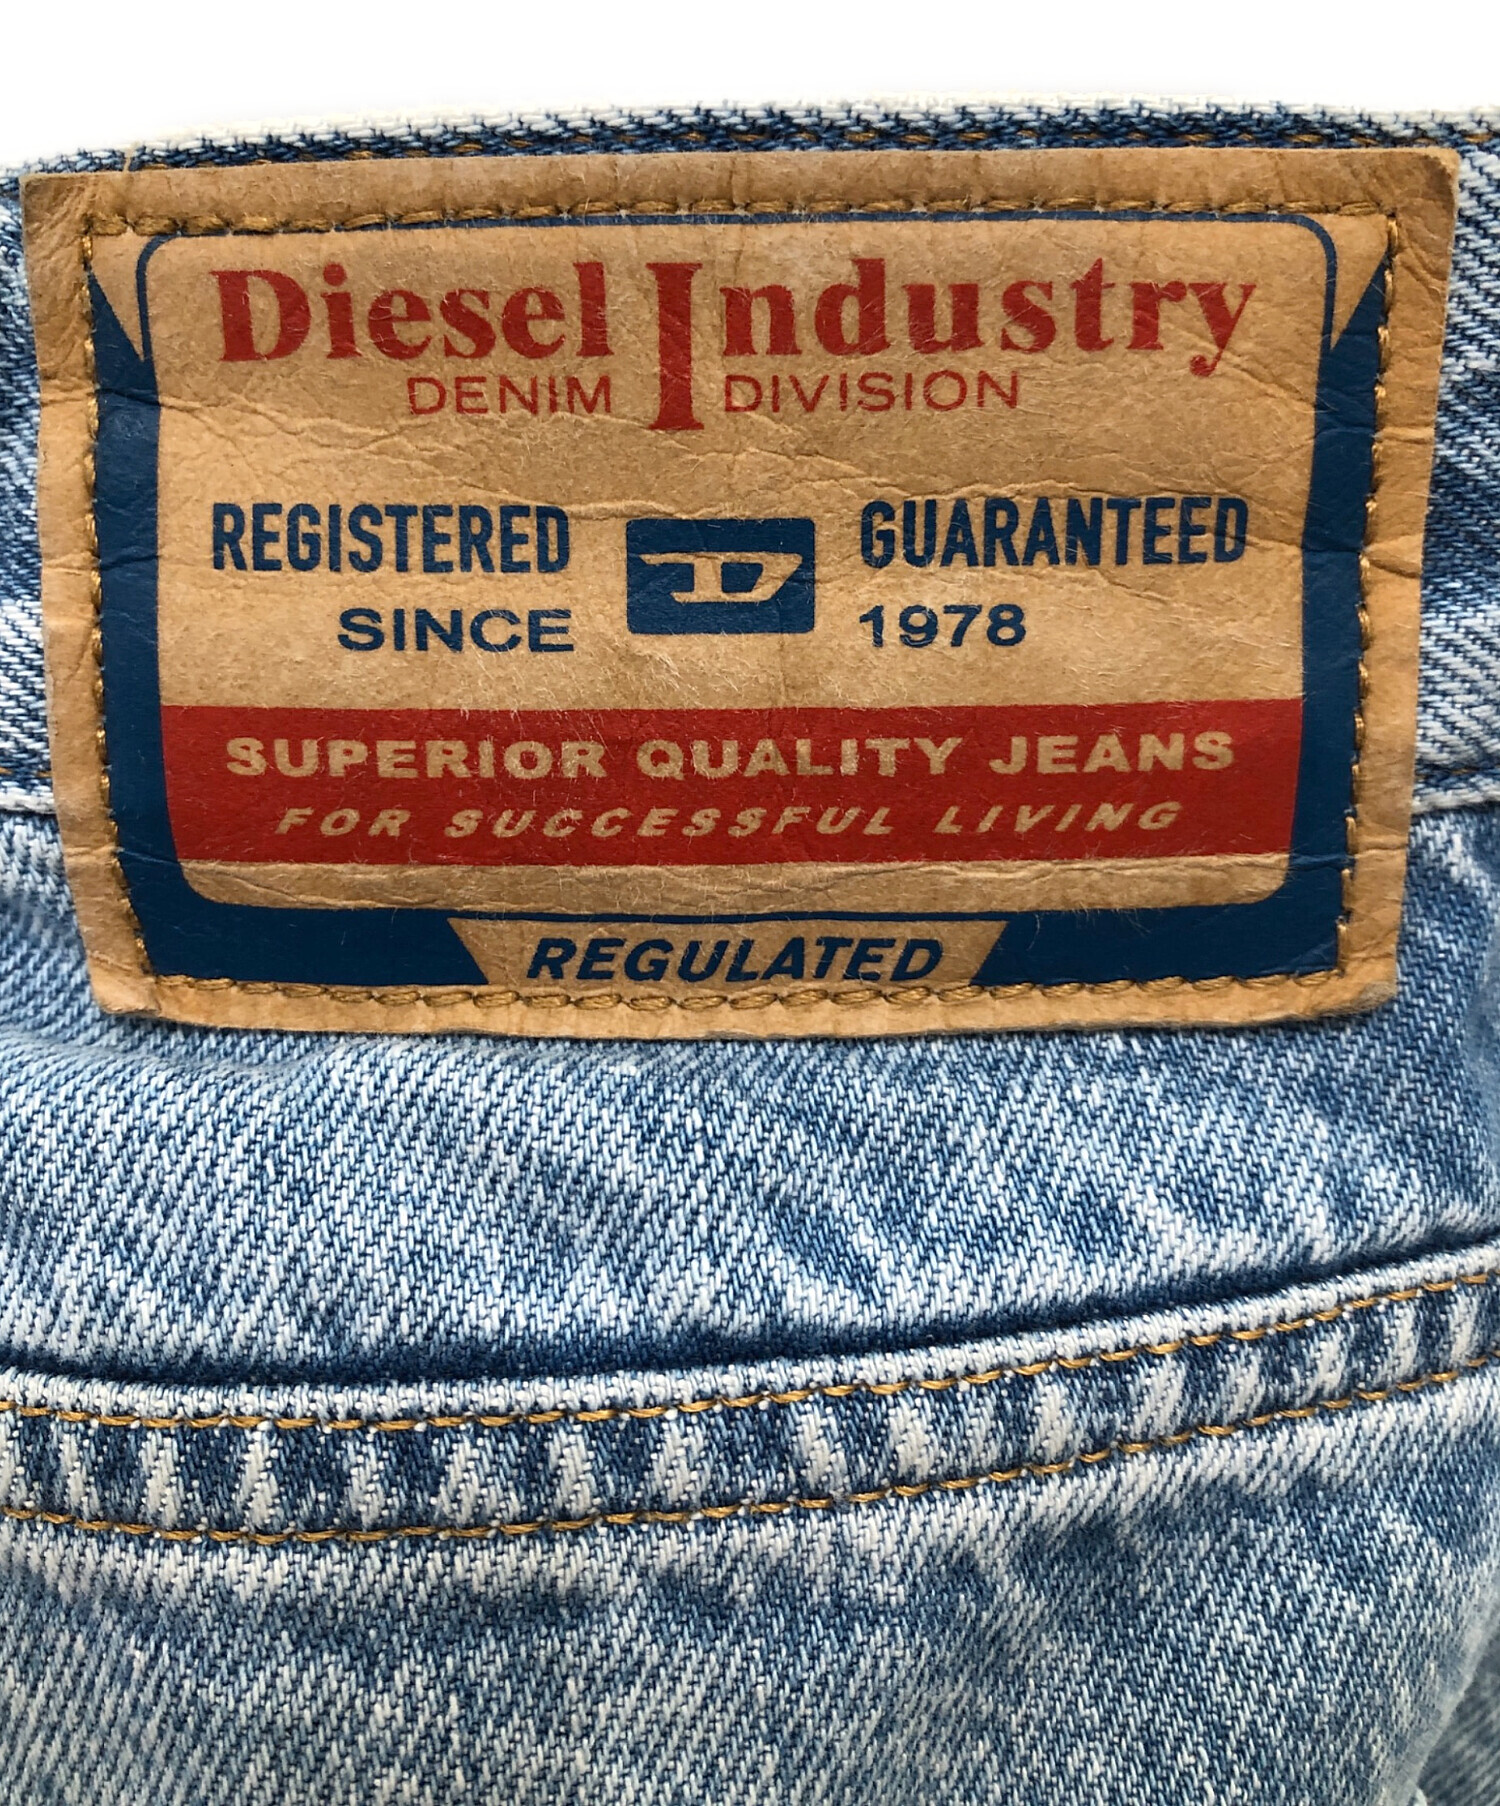 Diesel Industry
DENIM DIVISION
REGISTERED D GUARANTEED
SINCE 1978
SUPERIOR QUALITY JEANS
FOR SUCCESSFUL LIVING
REGULATED